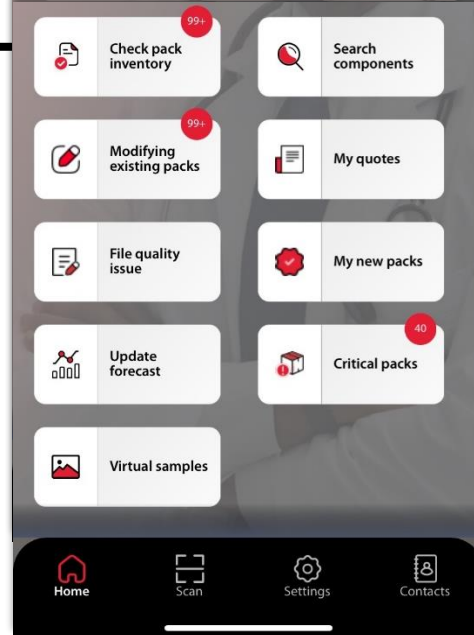 99+
Check pack
inventory
Search
components
99+
Modifying
existing packs
My quotes
File quality
issue
My new packs
Update
forecast
40
Critical packs
Virtual samples
Home
Scan
Settings
Contacts